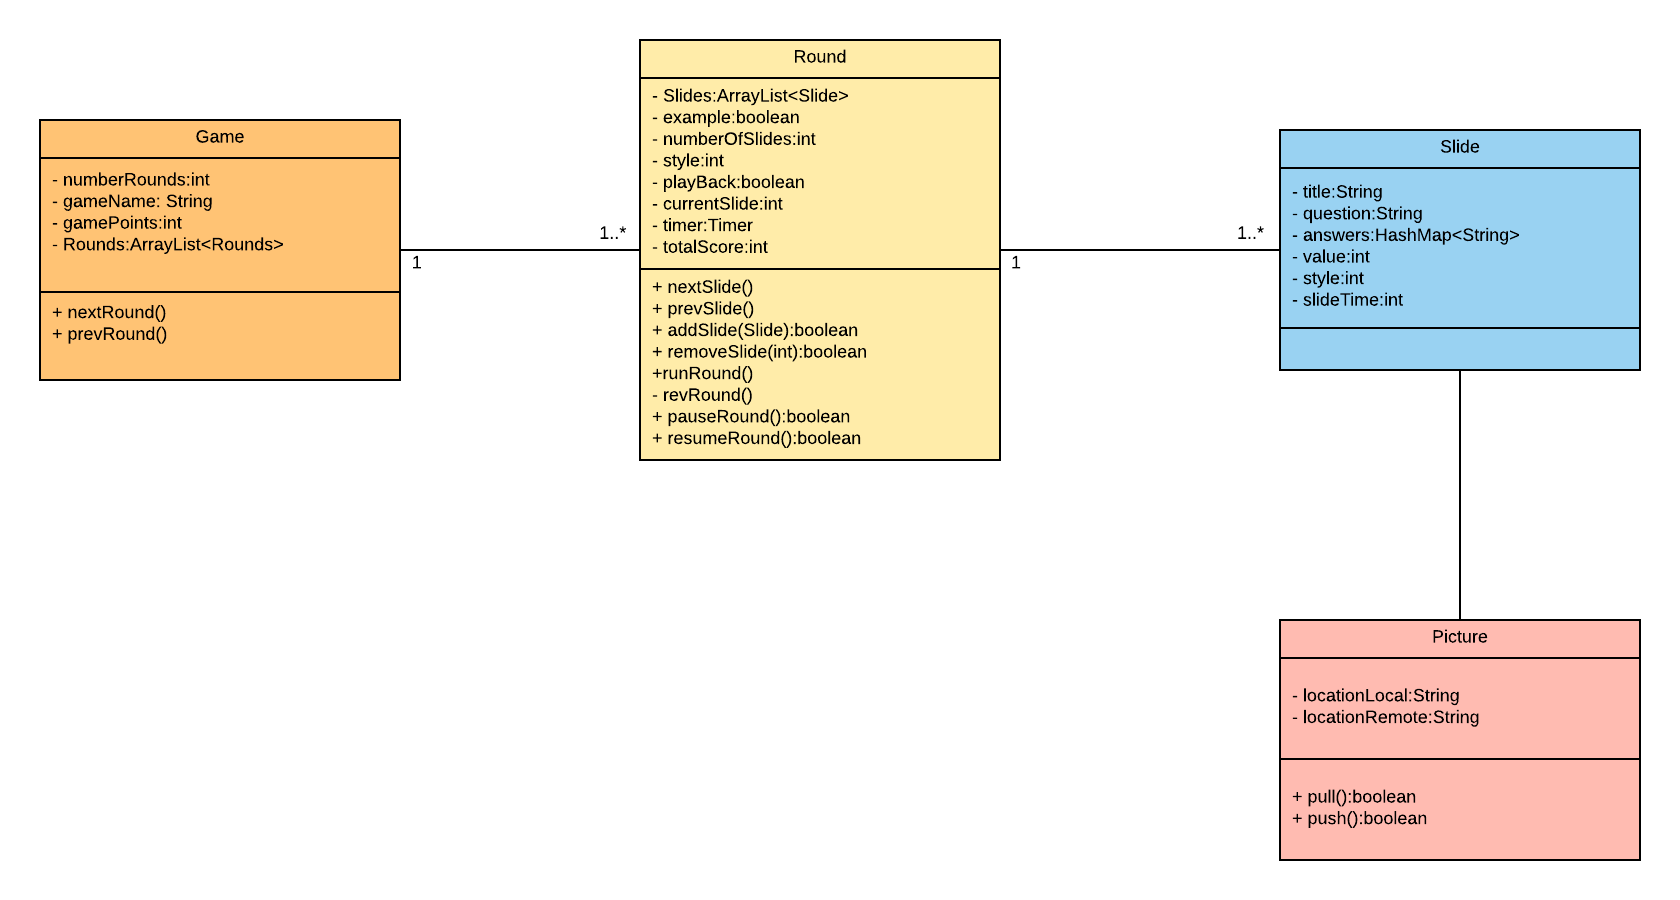 Game
- numberRounds:int
- gameName: String
- gamePoints:int
- Rounds:ArrayList<Rounds>
+ nextRound()
+ prevRound()
1
1..*
Round
- Slides:ArrayList<Slide>
- example:boolean
- numberOfSlides:int
- style:int
- playBack:boolean
- currentSlide:int
- timer:Timer
- totalScore:int
+ nextSlide()
+ prevSlide()
+ addSlide(Slide):boolean
+ removeSlide(int):boolean
+runRound()
- revRound()
+ pauseRound():boolean
+ resumeRound():boolean
1
1..*
Slide
- title:String
- question:String
- answers:HashMap<String>
- value:int
- style:int
- slideTime:int
Picture
- locationLocal:String
- locationRemote:String
+ pull():boolean
+ push():boolean